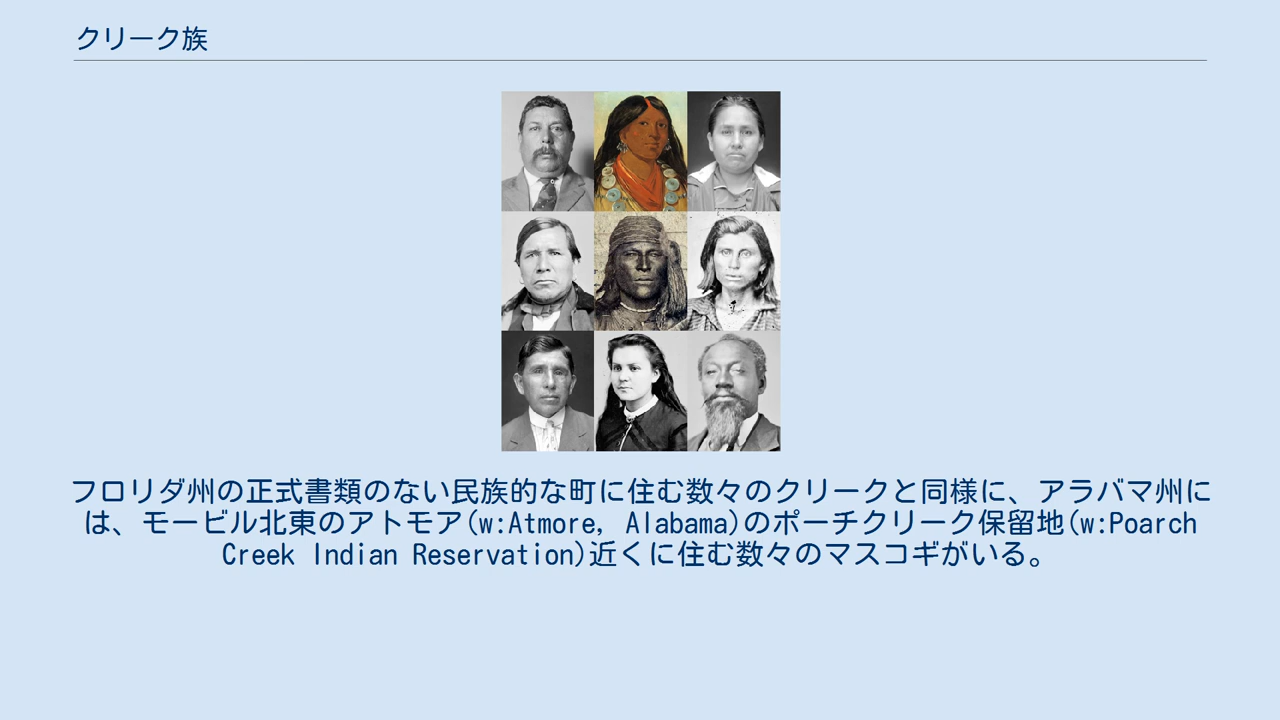 クリーク族
フロリダ州の正式書類のない民族的な町に住む数々のクリークと同様に、アラバマ州に
は、モービル北東のアトモア(w:Atmore, Alabama)のポーチクリーク保留地(w:Poarch
Creek Indian Reservation)近くに住む数々のマスコギがいる。